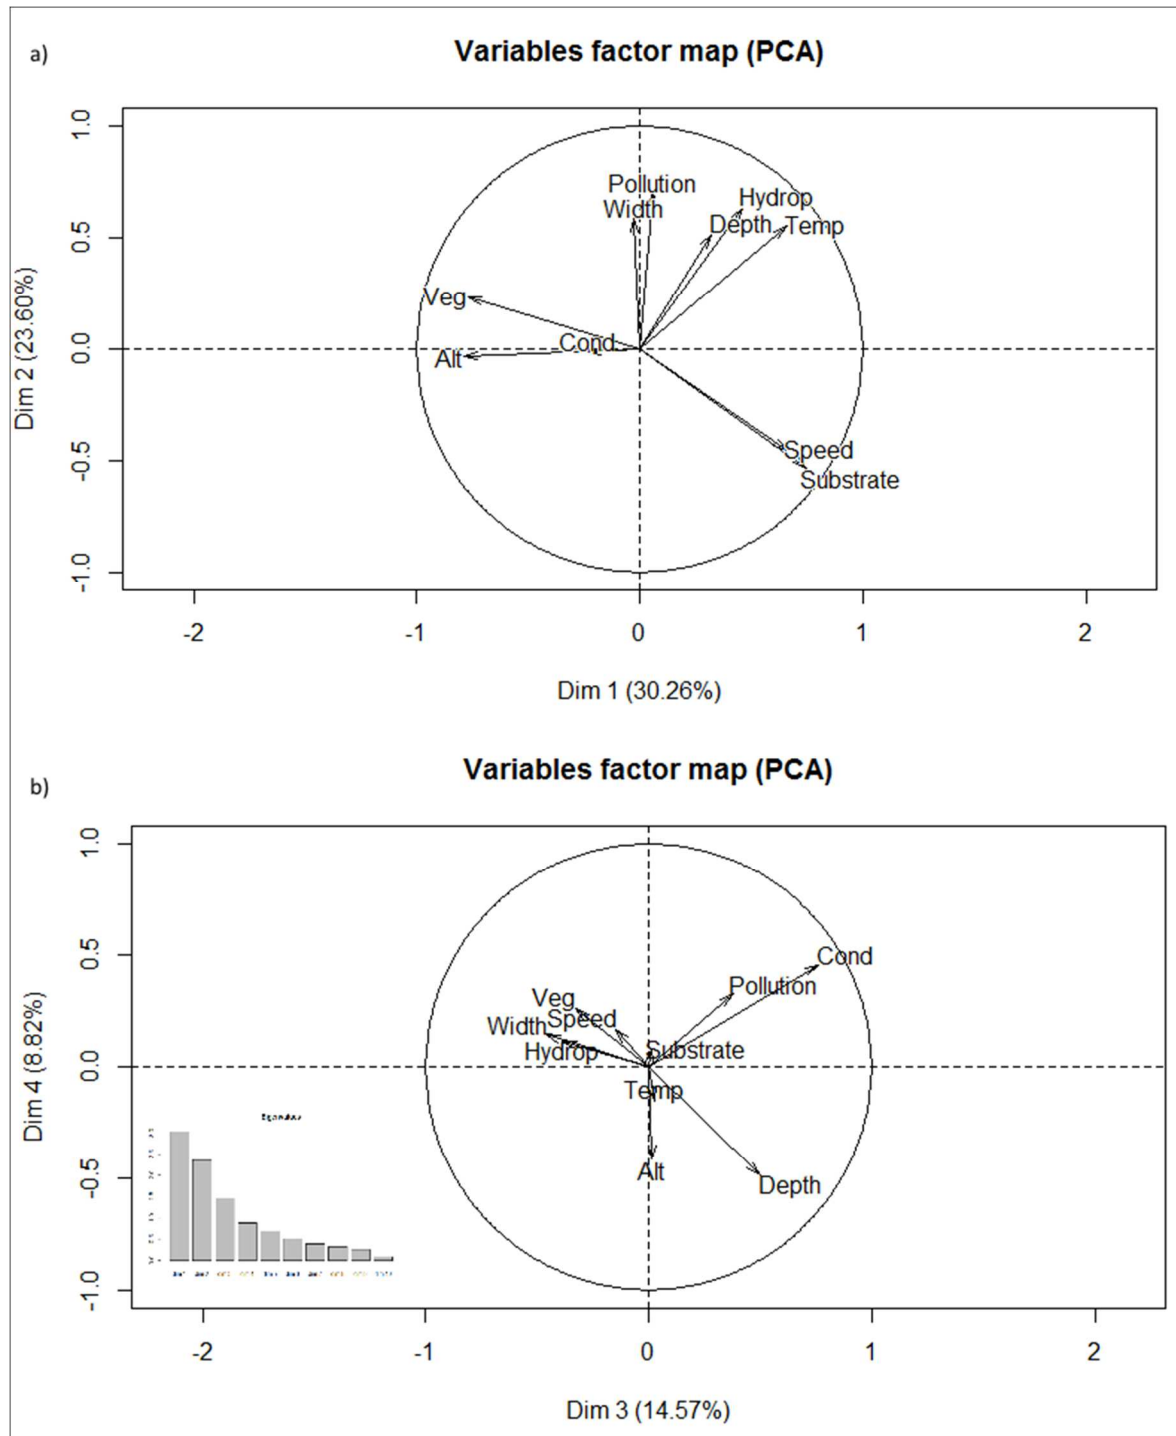 a)
Variables factor map (PCA)
1.0
0.5
0.0
-0.5
-1.0
Dim 2 (23.60%)
Pollution
Width
Hydrop
Depth
Temp
Veg
Cond
Alt
Speed
Substrate
-2 -1 0 1 2
Dim 1 (30.26%)
b)
Variables factor map (PCA)
1.0
0.5
0.0
-0.5
-1.0
Dim 4 (8.82%)
Cond
Pollution
Veg
Speed
Width
Hydrop
Substrate
Temp
Alt
Depth
-2 -1 0 1 2
Dim 3 (14.57%)